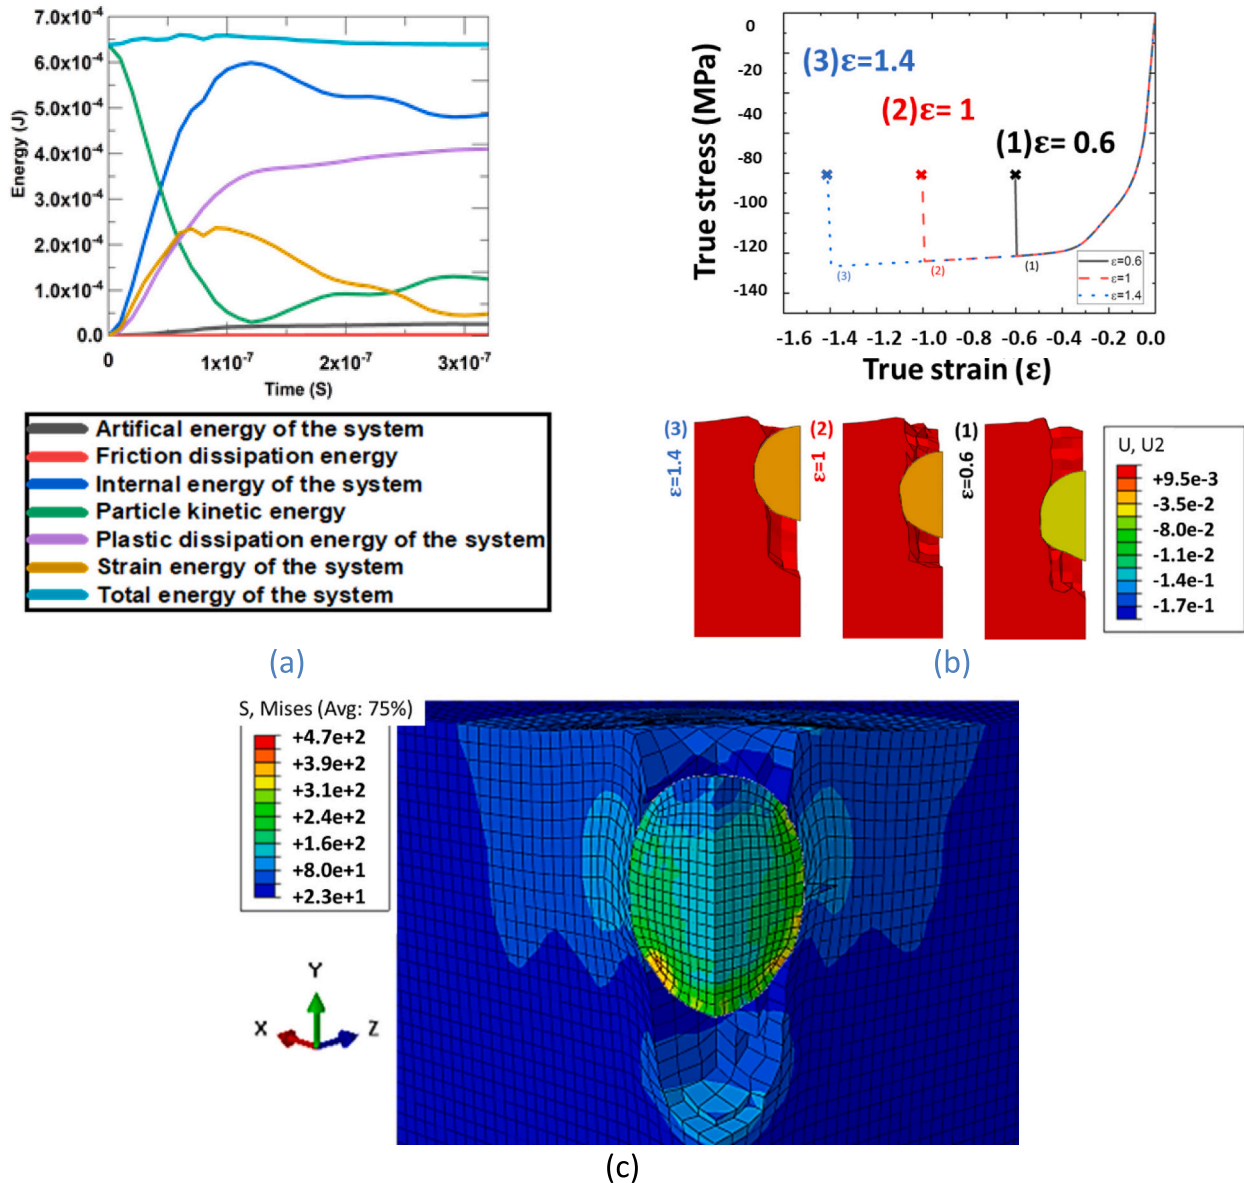 7.0x10⁻⁴
6.0x10⁻⁴
5.0x10⁻⁴
4.0x10⁻⁴
3.0x10⁻⁴
2.0x10⁻⁴
1.0x10⁻⁴
0.0
Energy (J)
0 1x10⁻⁷ 2x10⁻⁷ 3x10⁻⁷
Time (S)
Artifical energy of the system
Friction dissipation energy
Internal energy of the system
Particle kinetic energy
Plastic dissipation energy of the system
Strain energy of the system
Total energy of the system
(a)
0
-20
-40
-60
-80
-100
-120
-140
True stress (MPa)
(3)ε=1.4
(2)ε= 1
(1)ε= 0.6
(3)
(2)
(1)
ε=0.6
ε=1
ε=1.4
-1.6 -1.4 -1.2 -1.0 -0.8 -0.6 -0.4 -0.2 0.0
True strain (ε)
(3)
ε=1.4
(2)
ε=1
(1)
ε=0.6
U, U2
+9.5e-3
-3.5e-2
-8.0e-2
-1.1e-2
-1.4e-1
-1.7e-1
(b)
S, Mises (Avg: 75%)
+4.7e+2
+3.9e+2
+3.1e+2
+2.4e+2
+1.6e+2
+8.0e+1
+2.3e+1
Y
X Z
(c)